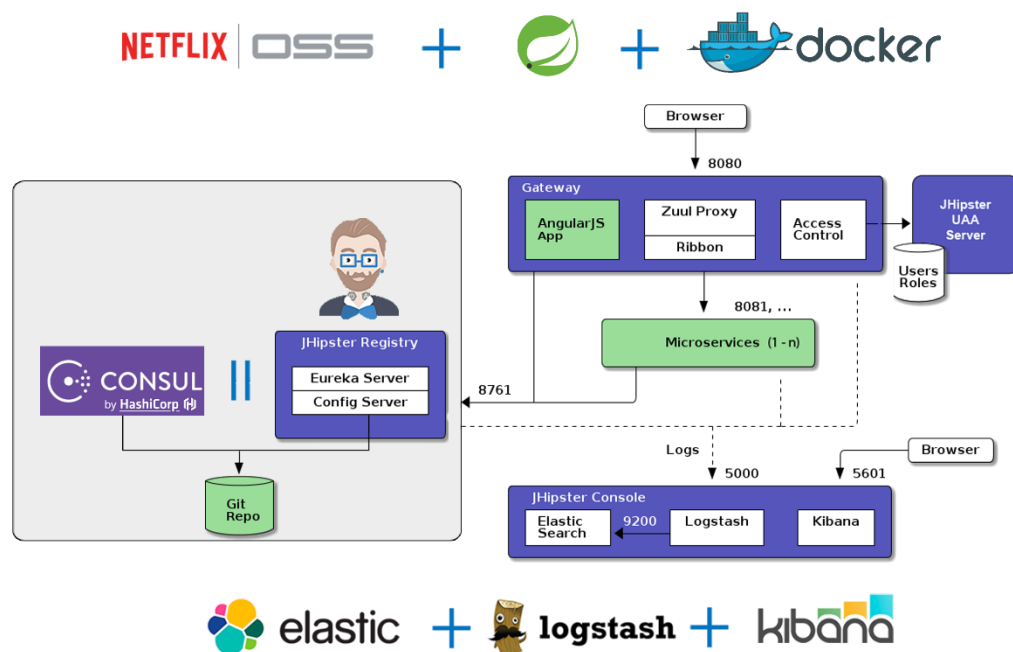 NETFLIX OSS
docker
Browser
8080
Gateway
AngularJS
App
Zuul Proxy
Ribbon
Access
Control
JHipster
UAA
Server
Users
Roles
8081, ...
Microservices (1 - n)
JHipster Registry
Eureka Server
Config Server
CONSUL
by HashiCorp
8761
Git
Repo
Logs
5000
5601
Browser
JHipster Console
Elastic
Search
9200
Logstash
Kibana
elastic
logstash
kibana